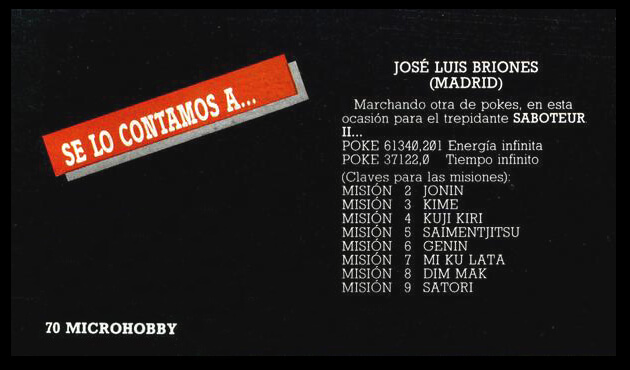 SE LO CONTAMOS A...
JOSÉ LUIS BRIONES
(MADRID)
Marchando otra de pokes, en esta
ocasión para el trepidante SABOTEUR
II...
POKE 61340,201 Energía infinita
POKE 37122,0 Tiempo infinito
(Claves para las misiones):
MISIÓN 2 JONIN
MISIÓN 3 KIME
MISIÓN 4 KUJI KIRI
MISIÓN 5 SAIMENTJITSU
MISIÓN 6 GENIN
MISIÓN 7 MI KU LATA
MISIÓN 8 DIM MAK
MISIÓN 9 SATORI
70 MICROHOBBY